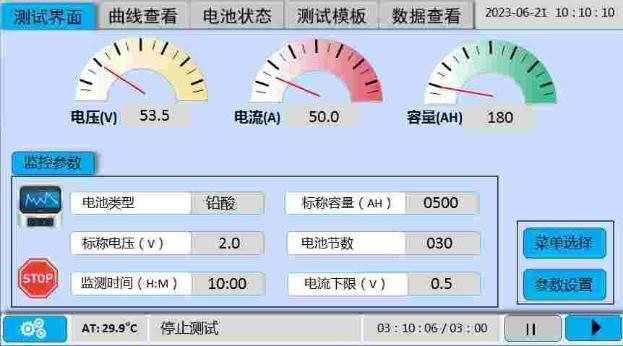 测试界面 曲线查看 电池状态 测试模板 数据查看 2023-06-21 10:10:10
电压(V) 53.5 电流(A) 50.0 容量(AH) 180
监控参数
电池类型 铅酸 标称容量（AH） 0500
标称电压（V） 2.0 电池节数 030
菜单选择
STOP 监测时间（H:M） 10:00 电流下限（V） 0.5
参数设置
AT: 29.9°C 停止测试 03:10:06/03:00